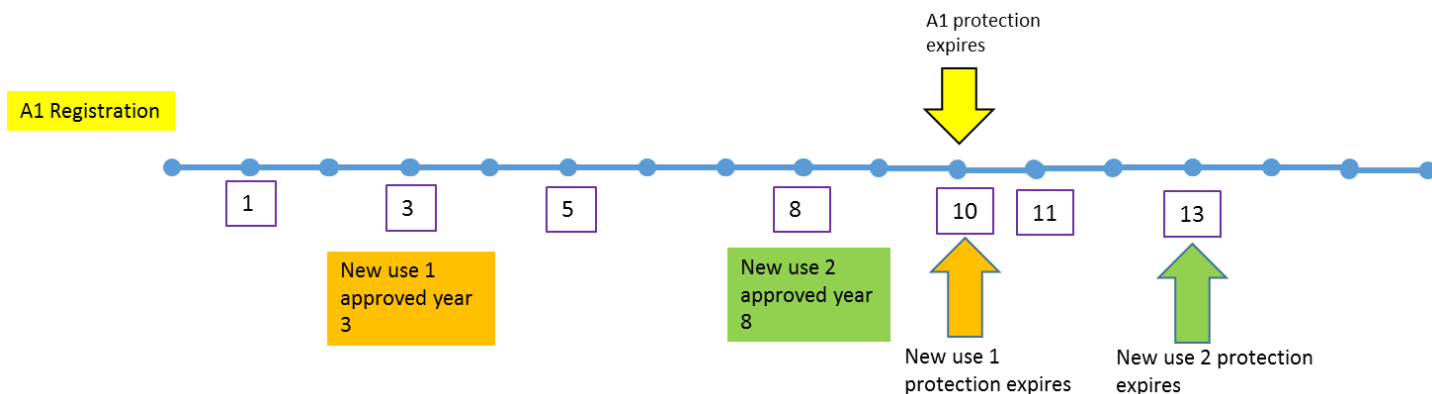 A1 protection
expires
A1 Registration
1
3
5
8
10
11
13
New use 1
approved year
3
New use 2
approved year
8
New use 1
protection expires
New use 2 protection
expires